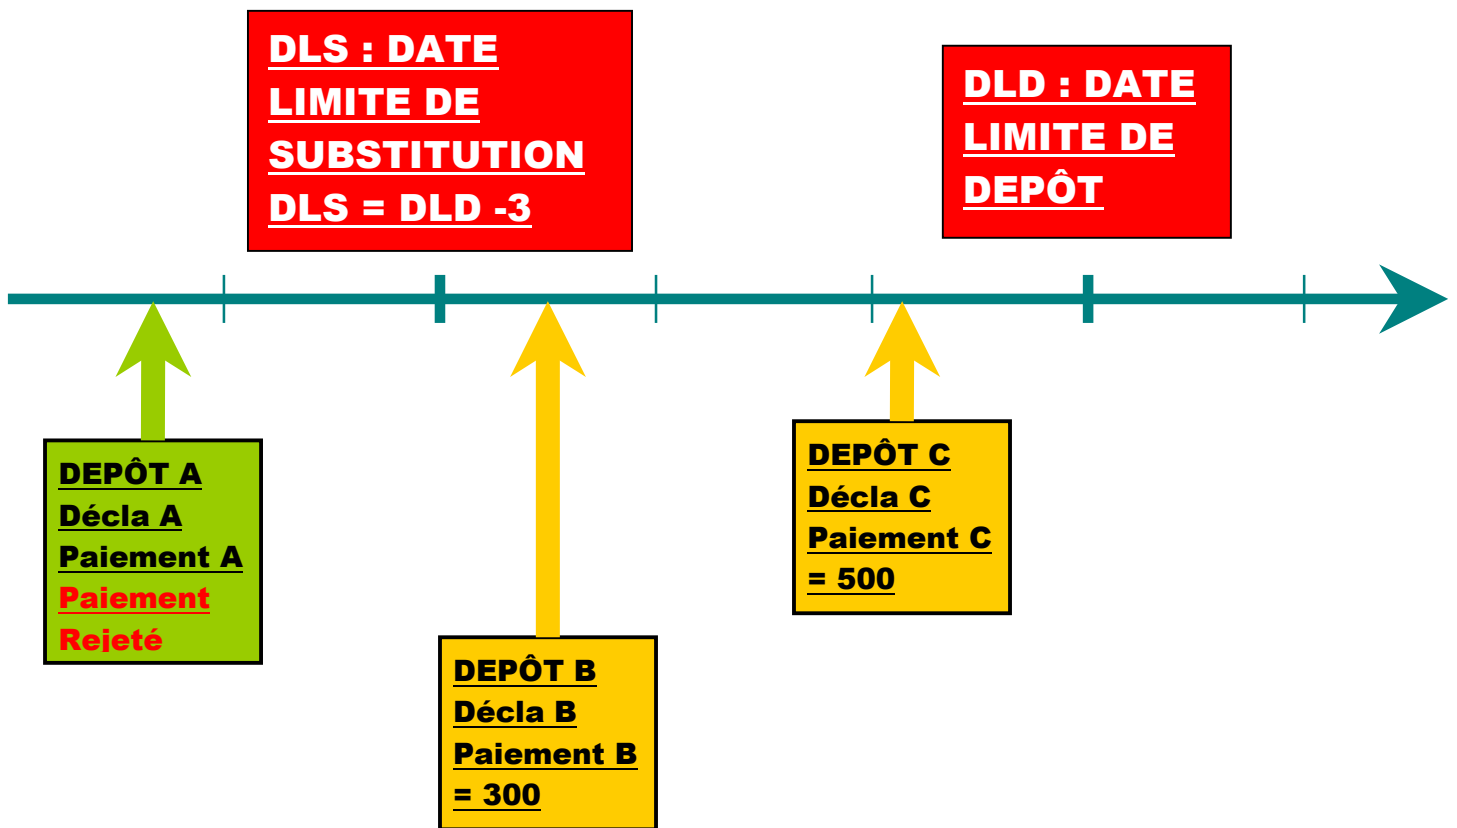 DLS : DATE
LIMITE DE
SUBSTITUTION
DLS = DLD -3
DLD : DATE
LIMITE DE
DEPÔT
DEPÔT A
Décla A
Paiement A
Paiement
Rejeté
DEPÔT B
Décla B
Paiement B
= 300
DEPÔT C
Décla C
Paiement C
= 500